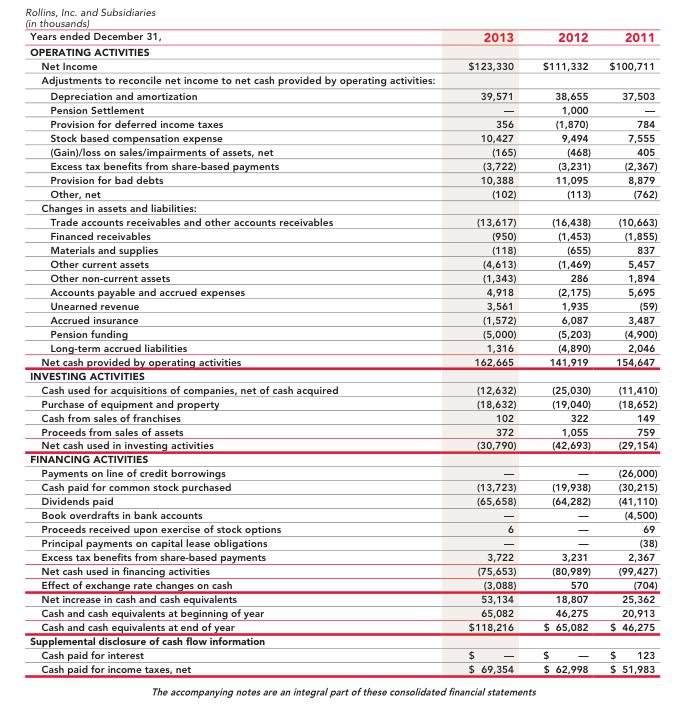 Rollins, Inc. and Subsidiaries
(in thousands)
Years ended December 31, 2013 2012 2011
OPERATING ACTIVITIES
Net Income $123,330 $111,332 $100,711
Adjustments to reconcile net income to net cash provided by operating activities:
Depreciation and amortization 39,571 38,655 37,503
Pension Settlement — 1,000 —
Provision for deferred income taxes 356 (1,870) 784
Stock based compensation expense 10,427 9,494 7,555
(Gain)/loss on sales/impairments of assets, net (165) (468) 405
Excess tax benefits from share-based payments (3,722) (3,231) (2,367)
Provision for bad debts 10,388 11,095 8,879
Other, net (102) (113) (762)
Changes in assets and liabilities:
Trade accounts receivables and other accounts receivables (13,617) (16,438) (10,663)
Financed receivables (950) (1,453) (1,855)
Materials and supplies (118) (655) 837
Other current assets (4,613) (1,469) 5,457
Other non-current assets (1,343) 286 1,894
Accounts payable and accrued expenses 4,918 (2,175) 5,695
Unearned revenue 3,561 1,935 (59)
Accrued insurance (1,572) 6,087 3,487
Pension funding (5,000) (5,203) (4,900)
Long-term accrued liabilities 1,316 (4,890) 2,046
Net cash provided by operating activities 162,665 141,919 154,647
INVESTING ACTIVITIES
Cash used for acquisitions of companies, net of cash acquired (12,632) (25,030) (11,410)
Purchase of equipment and property (18,632) (19,040) (18,652)
Cash from sales of franchises 102 322 149
Proceeds from sales of assets 372 1,055 759
Net cash used in investing activities (30,790) (42,693) (29,154)
FINANCING ACTIVITIES
Payments on line of credit borrowings — — (26,000)
Cash paid for common stock purchased (13,723) (19,938) (30,215)
Dividends paid (65,658) (64,282) (41,110)
Book overdrafts in bank accounts — — (4,500)
Proceeds received upon exercise of stock options 6 — 69
Principal payments on capital lease obligations — — (38)
Excess tax benefits from share-based payments 3,722 3,231 2,367
Net cash used in financing activities (75,653) (80,989) (99,427)
Effect of exchange rate changes on cash (3,088) 570 (704)
Net increase in cash and cash equivalents 53,134 18,807 25,362
Cash and cash equivalents at beginning of year 65,082 46,275 20,913
Cash and cash equivalents at end of year $118,216 $ 65,082 $ 46,275
Supplemental disclosure of cash flow information
Cash paid for interest $ — $ — $ 123
Cash paid for income taxes, net $ 69,354 $ 62,998 $ 51,983
The accompanying notes are an integral part of these consolidated financial statements